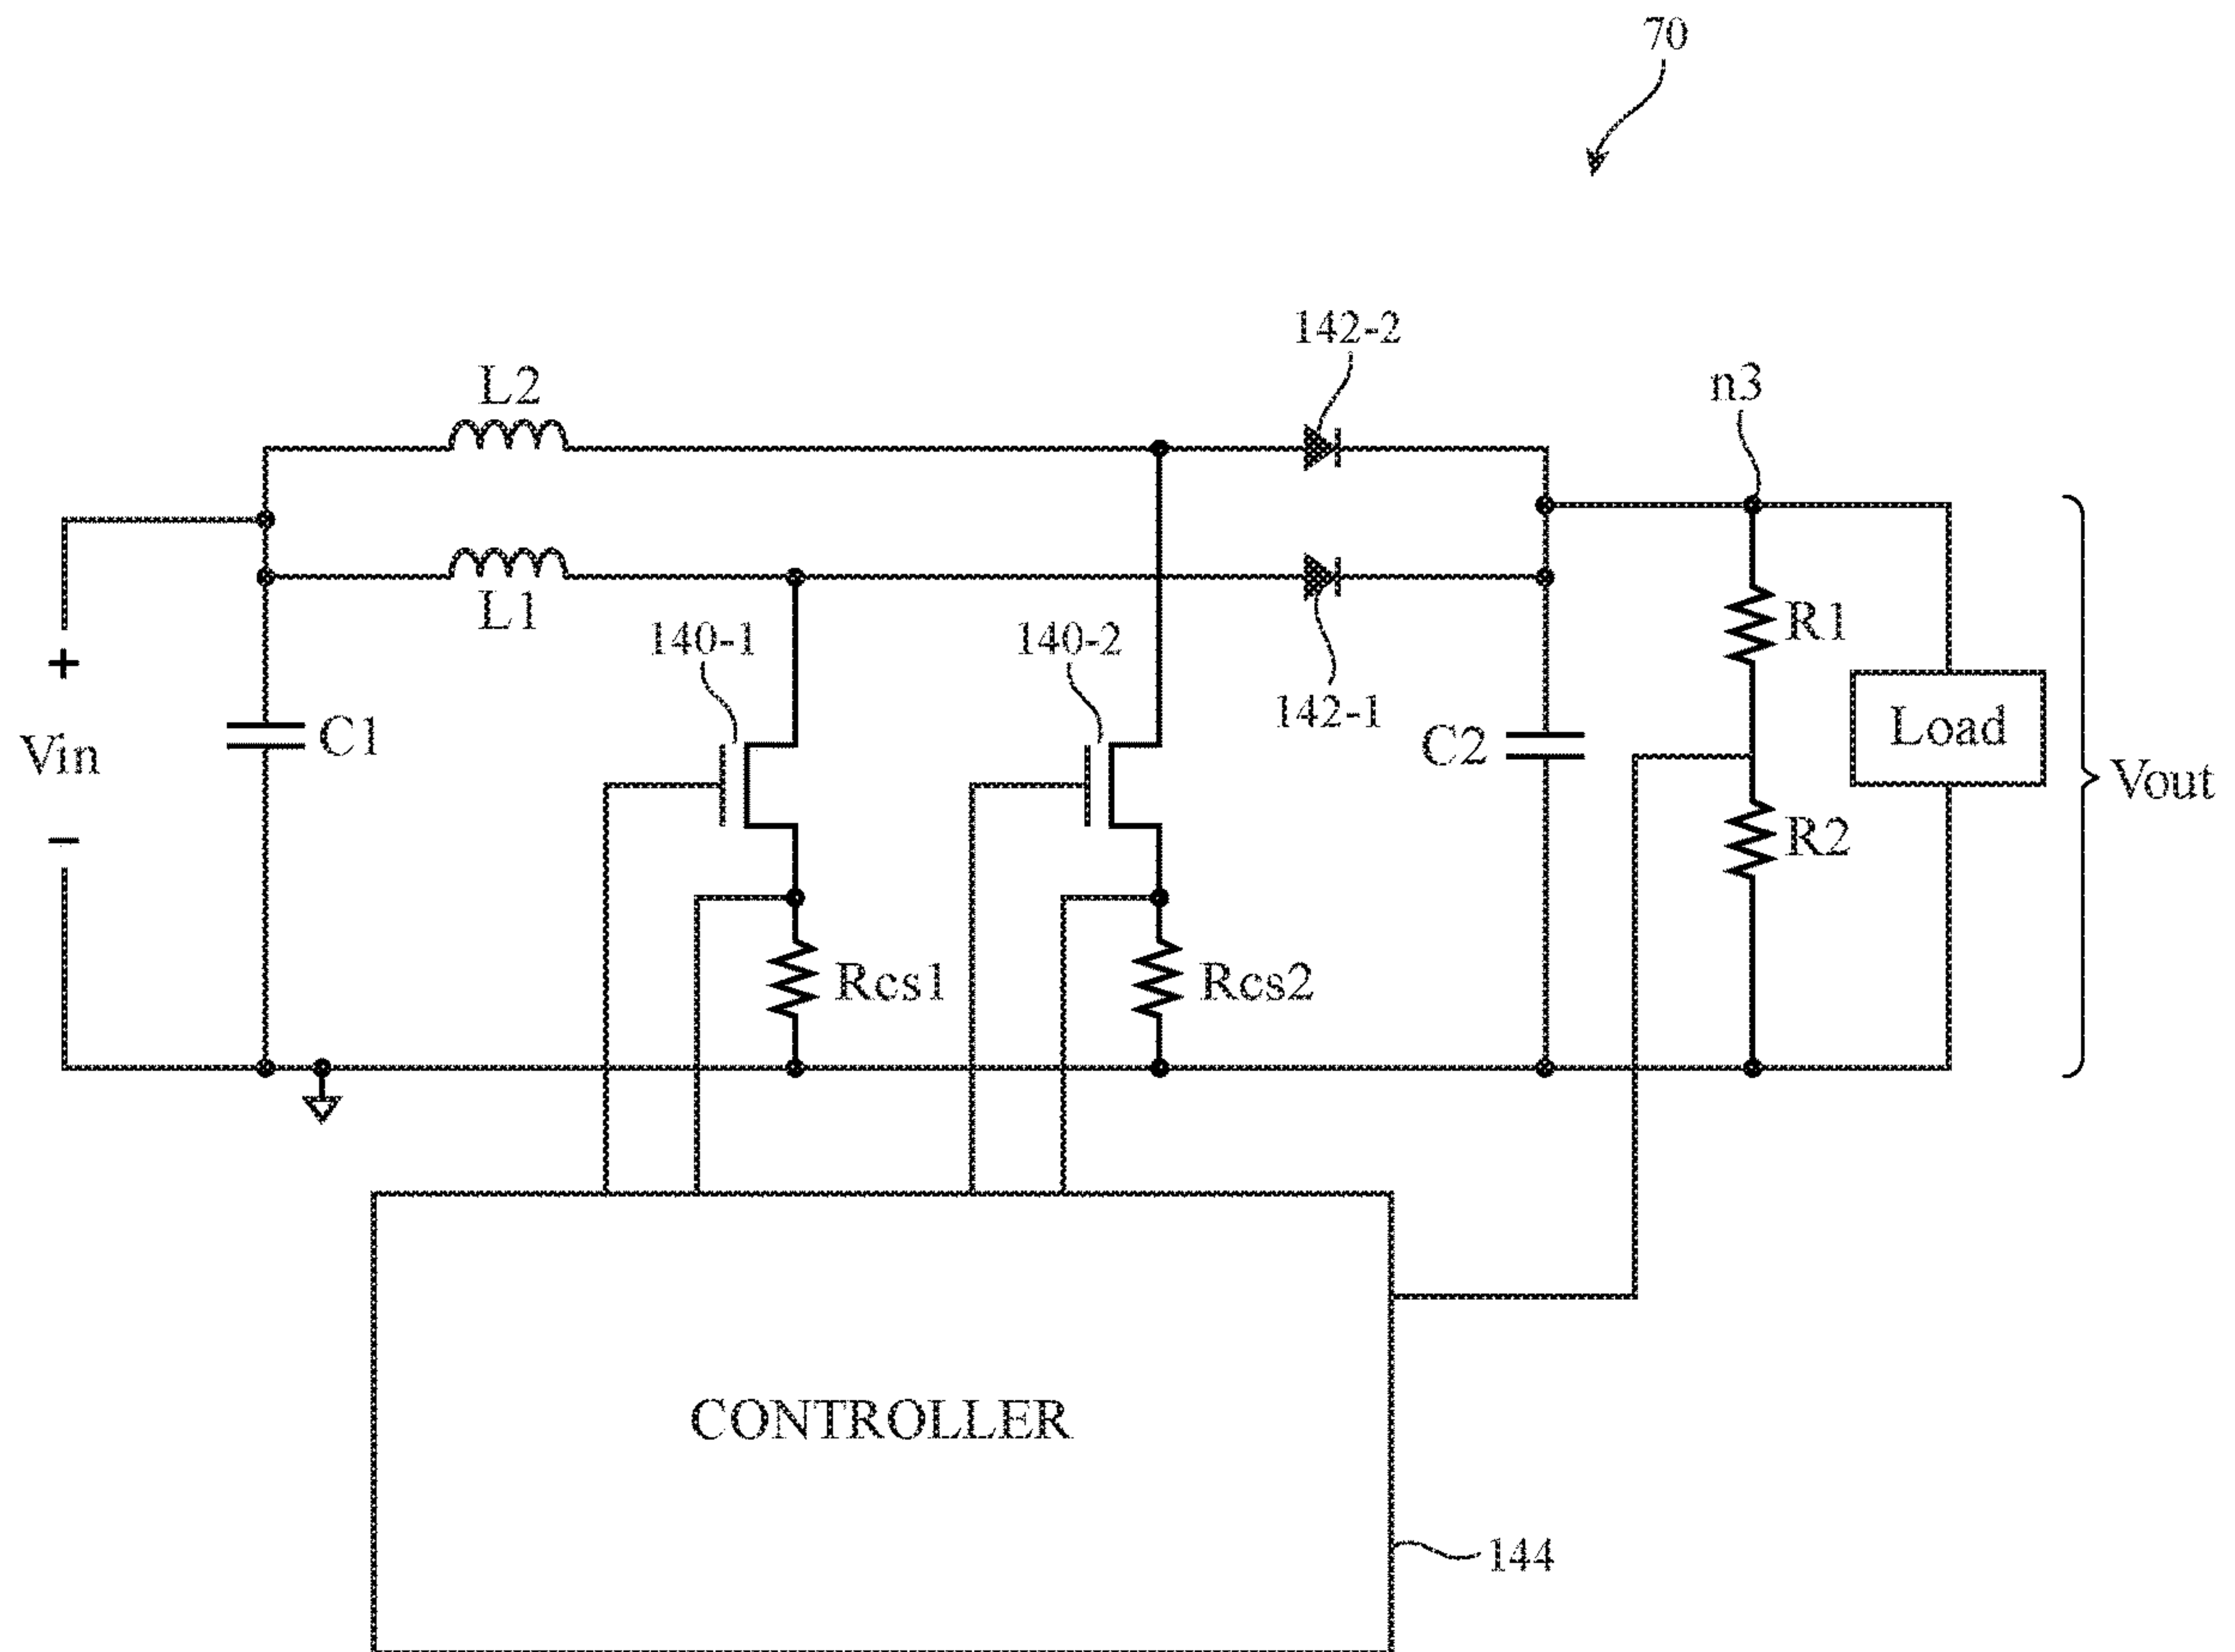 70
142-2
L2
n3
L1
R1
140-1
140-2
142-1
Load
+
Vin
−
C1
C2
Vout
R2
Rcs1
Rcs2
CONTROLLER
144